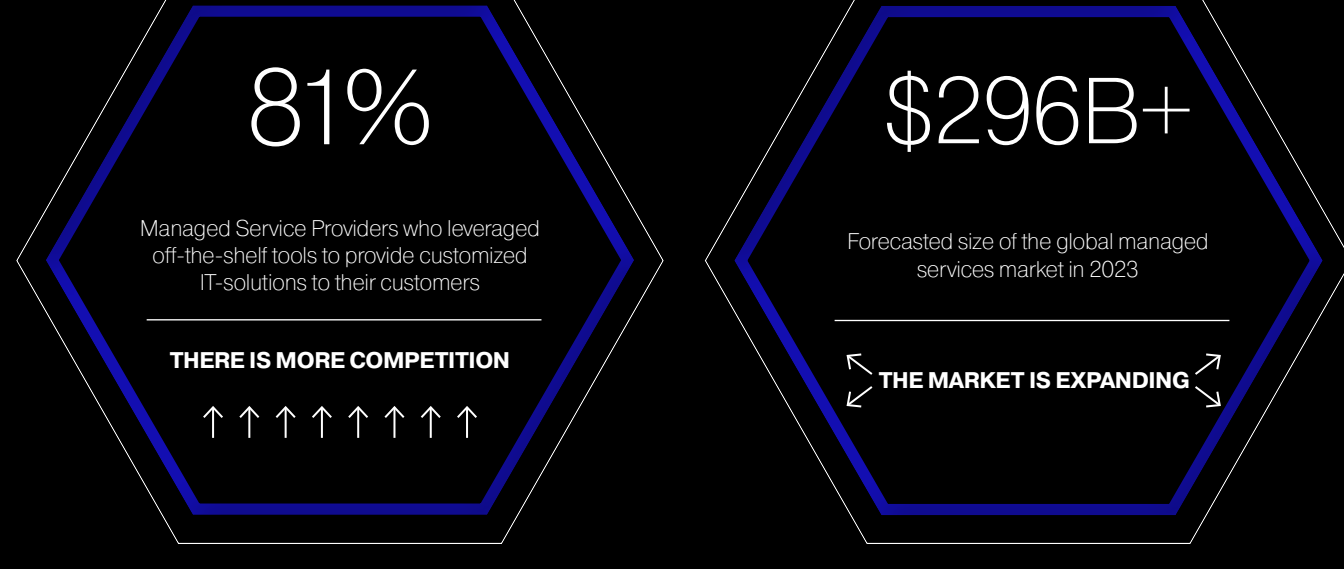 81%
Managed Service Providers who leveraged
off-the-shelf tools to provide customized
IT-solutions to their customers
THERE IS MORE COMPETITION
$296B+
Forecasted size of the global managed
services market in 2023
THE MARKET IS EXPANDING